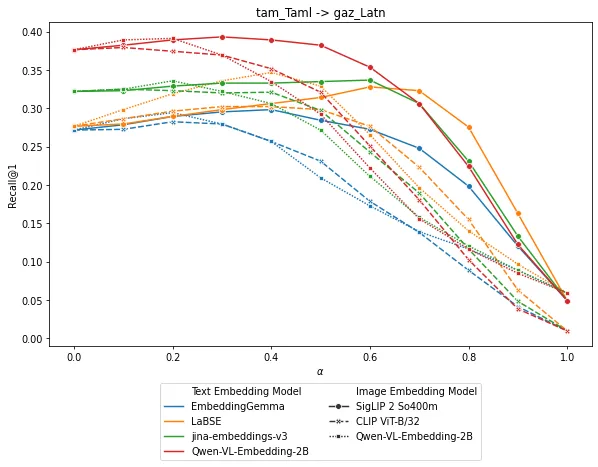 tam_Taml -> gaz_Latn
0.40
0.35
0.30
0.25
0.20
0.15
0.10
0.05
0.00
Recall@1
0.0 0.2 0.4 0.6 0.8 1.0
α
Text Embedding Model Image Embedding Model
EmbeddingGemma SigLIP 2 So400m
LaBSE CLIP ViT-B/32
jina-embeddings-v3 Qwen-VL-Embedding-2B
Qwen-VL-Embedding-2B